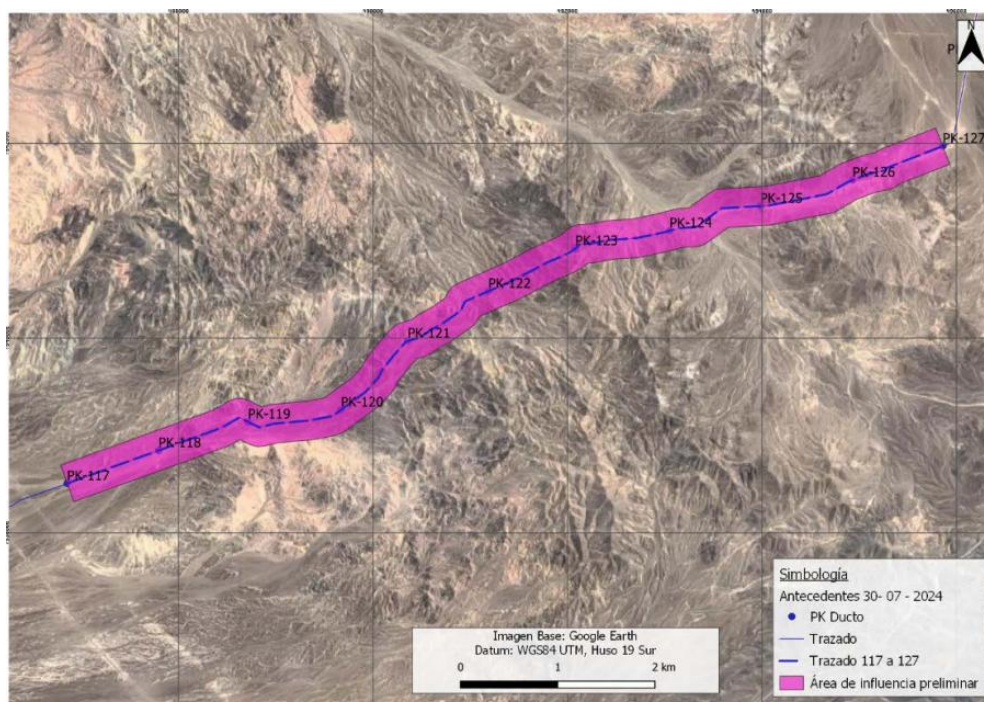 N
PK-127
PK-126
PK-125
PK-124
PK-123
PK-122
PK-121
PK-120
PK-119
PK-118
PK-117
Simbología
Antecedentes 30- 07 - 2024
PK Ducto
Trazado
Trazado 117 a 127
Área de influencia preliminar
Imagen Base: Google Earth
Datum: WGS84 UTM, Huso 19 Sur
0 1 2 km